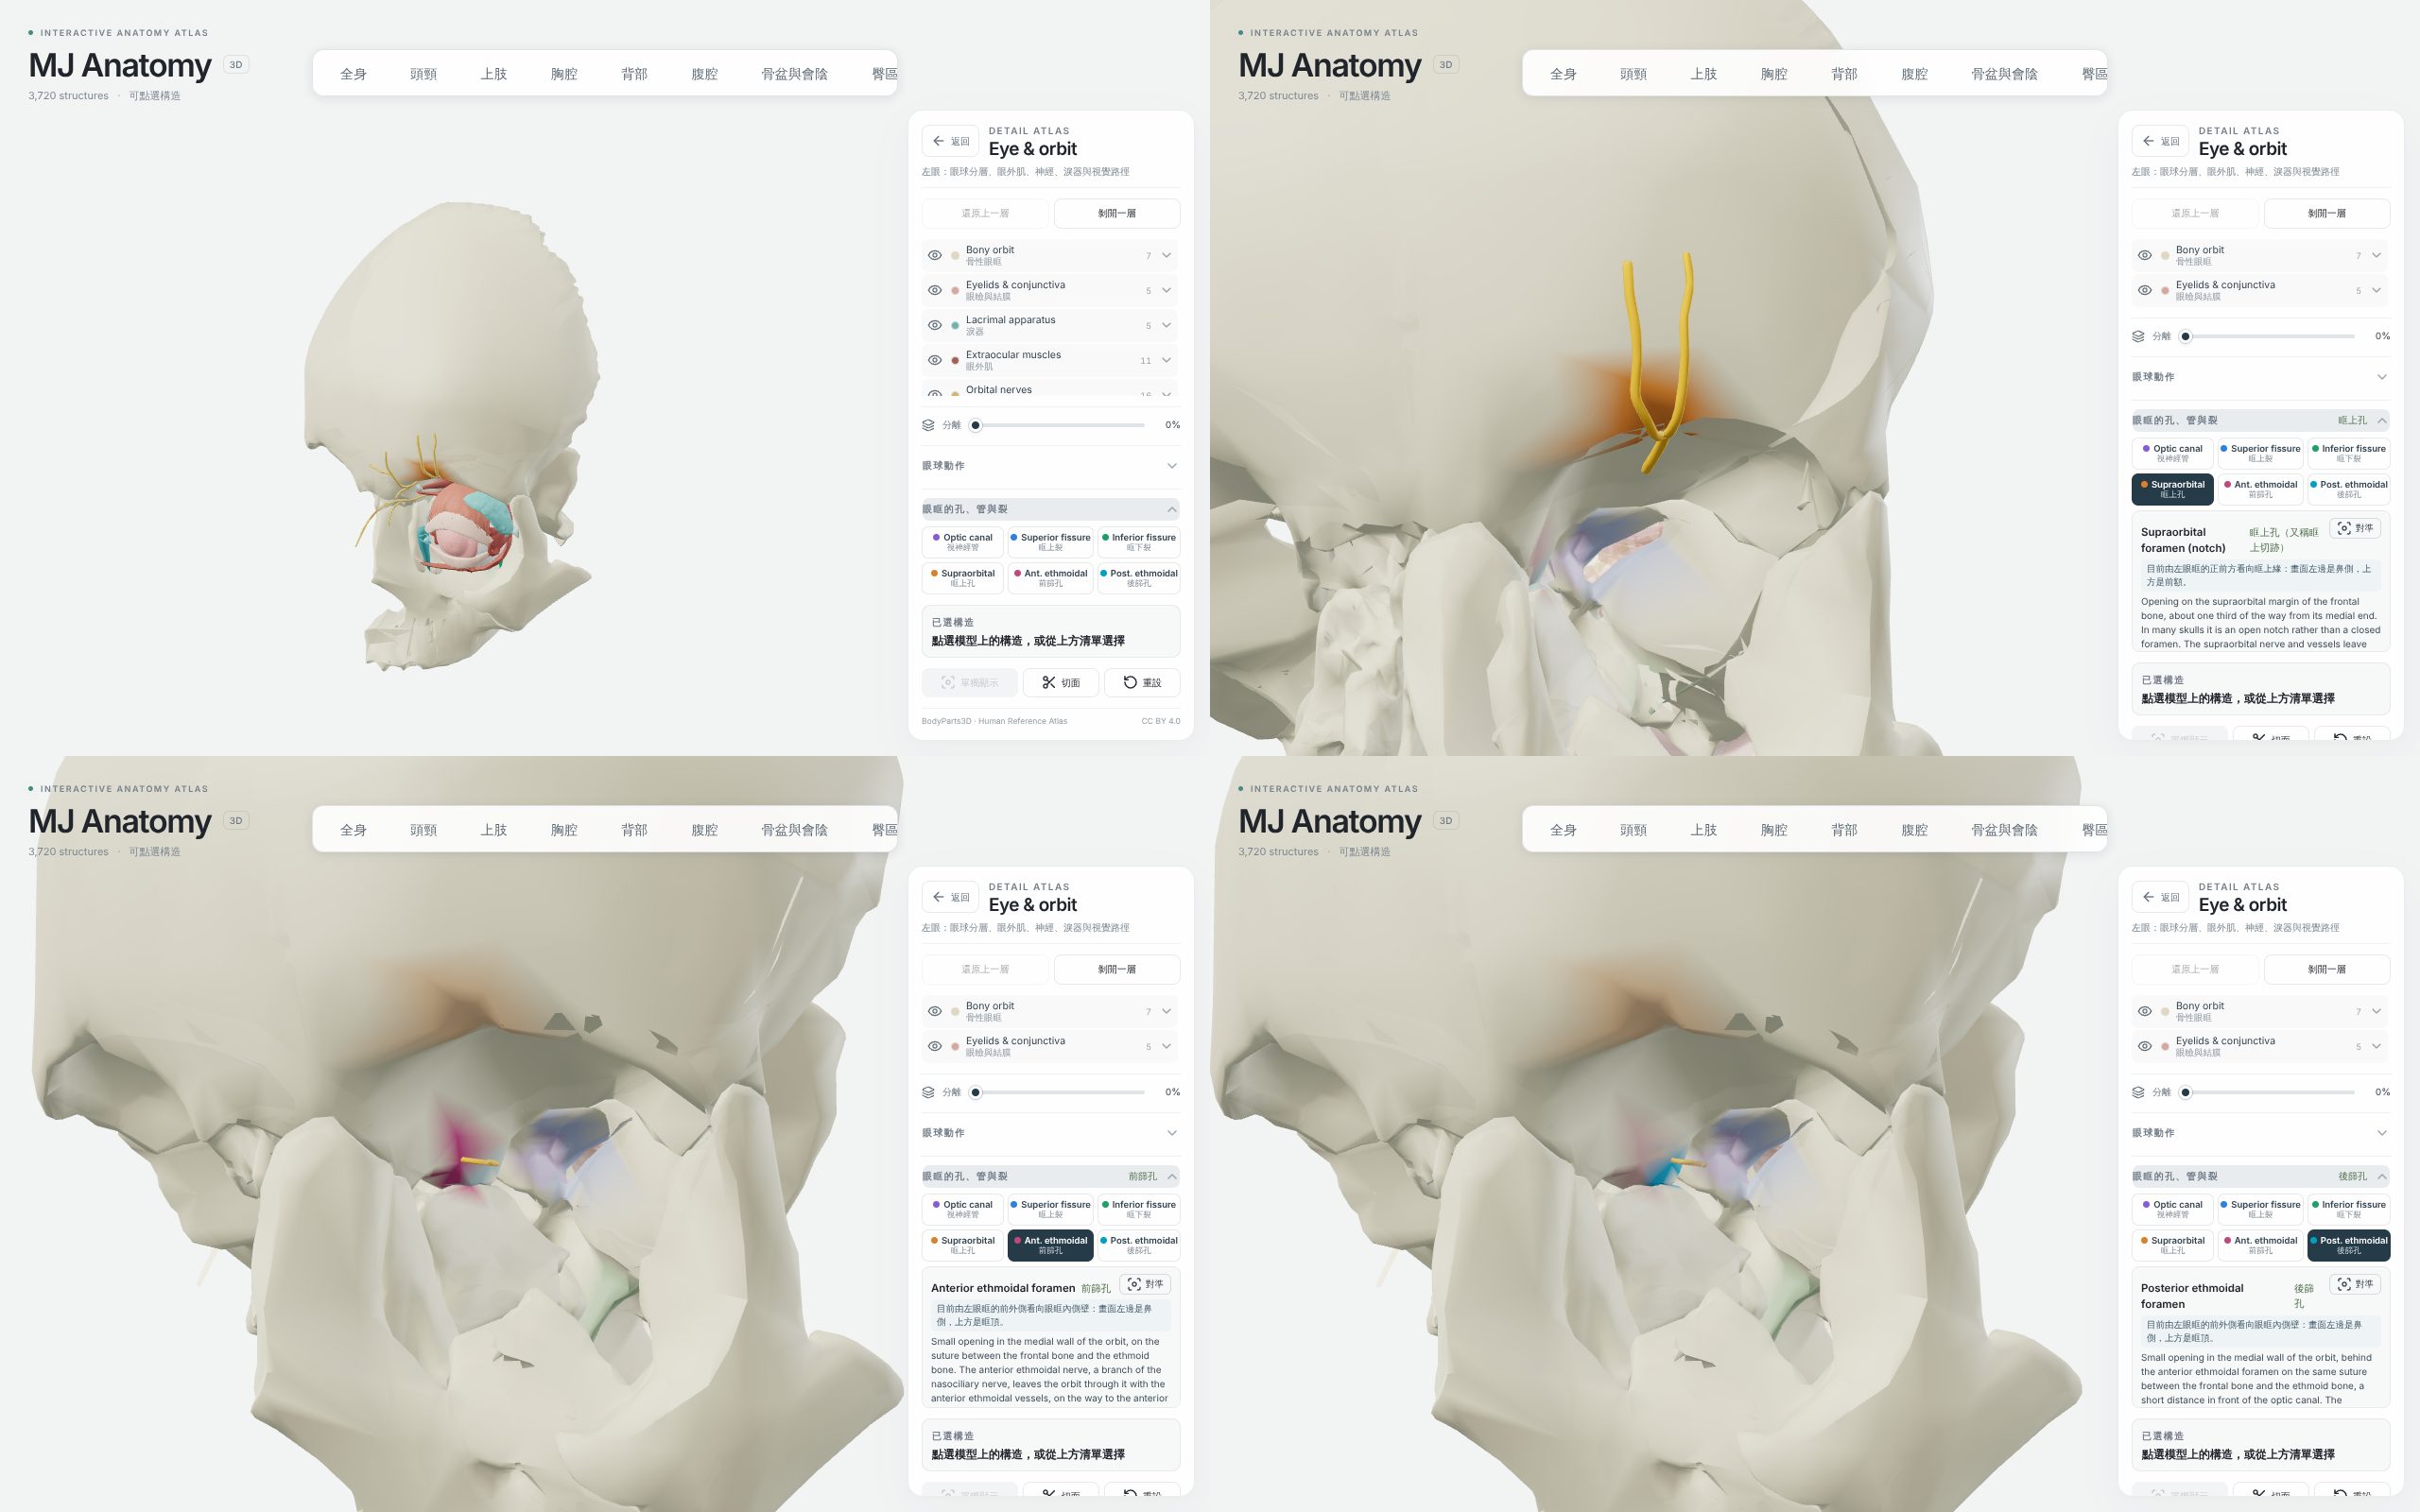 INTERACTIVE ANATOMY ATLAS
MJ Anatomy 3D
3,720 structures · 可點選構造
全身 頭頸 上肢 胸腔 背部 腹腔 骨盆與會陰 臀區
返回
DETAIL ATLAS
Eye & orbit
左眼：眼球分層、眼外肌、神經、淚器與視覺路徑
還原上一層 剝開一層
Bony orbit 7
骨性眼眶
Eyelids & conjunctiva 5
眼瞼與結膜
Lacrimal apparatus 5
淚器
Extraocular muscles 11
眼外肌
Orbital nerves 16
分離 0%
眼球動作
眼眶的孔、管與裂
Optic canal Superior fissure Inferior fissure
視神經管 眶上裂 眶下裂
Supraorbital Ant. ethmoidal Post. ethmoidal
眶上孔 前篩孔 後篩孔
已選構造
點選模型上的構造，或從上方清單選擇
單獨顯示 切面 重設
BodyParts3D · Human Reference Atlas CC BY 4.0
INTERACTIVE ANATOMY ATLAS
MJ Anatomy 3D
3,720 structures · 可點選構造
全身 頭頸 上肢 胸腔 背部 腹腔 骨盆與會陰 臀區
返回
DETAIL ATLAS
Eye & orbit
左眼：眼球分層、眼外肌、神經、淚器與視覺路徑
還原上一層 剝開一層
Bony orbit 7
骨性眼眶
Eyelids & conjunctiva 5
眼瞼與結膜
分離 0%
眼球動作
眼眶的孔、管與裂 眶上孔
Optic canal Superior fissure Inferior fissure
視神經管 眶上裂 眶下裂
Supraorbital Ant. ethmoidal Post. ethmoidal
眶上孔 前篩孔 後篩孔
Supraorbital foramen (notch) 眶上孔（又稱眶上切跡） 對準
目前由左眼眶的正前方看向眶上緣：畫面左邊是鼻側，上
方是前額。
Opening on the supraorbital margin of the frontal
bone, about one third of the way from its medial end.
In many skulls it is an open notch rather than a closed
foramen. The supraorbital nerve and vessels leave
已選構造
點選模型上的構造，或從上方清單選擇
單獨顯示 切面 重設
INTERACTIVE ANATOMY ATLAS
MJ Anatomy 3D
3,720 structures · 可點選構造
全身 頭頸 上肢 胸腔 背部 腹腔 骨盆與會陰 臀區
返回
DETAIL ATLAS
Eye & orbit
左眼：眼球分層、眼外肌、神經、淚器與視覺路徑
還原上一層 剝開一層
Bony orbit 7
骨性眼眶
Eyelids & conjunctiva 5
眼瞼與結膜
分離 0%
眼球動作
眼眶的孔、管與裂 前篩孔
Optic canal Superior fissure Inferior fissure
視神經管 眶上裂 眶下裂
Supraorbital Ant. ethmoidal Post. ethmoidal
眶上孔 前篩孔 後篩孔
Anterior ethmoidal foramen 前篩孔 對準
目前由左眼眶的前外側看向眼眶內側壁：畫面左邊是鼻
側，上方是眶頂。
Small opening in the medial wall of the orbit, on the
suture between the frontal bone and the ethmoid
bone. The anterior ethmoidal nerve, a branch of the
nasociliary nerve, leaves the orbit through it with the
anterior ethmoidal vessels, on the way to the anterior
已選構造
點選模型上的構造，或從上方清單選擇
單獨顯示 切面 重設
INTERACTIVE ANATOMY ATLAS
MJ Anatomy 3D
3,720 structures · 可點選構造
全身 頭頸 上肢 胸腔 背部 腹腔 骨盆與會陰 臀區
返回
DETAIL ATLAS
Eye & orbit
左眼：眼球分層、眼外肌、神經、淚器與視覺路徑
還原上一層 剝開一層
Bony orbit 7
骨性眼眶
Eyelids & conjunctiva 5
眼瞼與結膜
分離 0%
眼球動作
眼眶的孔、管與裂 後篩孔
Optic canal Superior fissure Inferior fissure
視神經管 眶上裂 眶下裂
Supraorbital Ant. ethmoidal Post. ethmoidal
眶上孔 前篩孔 後篩孔
Posterior ethmoidal foramen 後篩孔 對準
目前由左眼眶的前外側看向眼眶內側壁：畫面左邊是鼻
側，上方是眶頂。
Small opening in the medial wall of the orbit, behind
the anterior ethmoidal foramen on the same suture
between the frontal bone and the ethmoid bone, a
short distance in front of the optic canal. The
已選構造
點選模型上的構造，或從上方清單選擇
單獨顯示 切面 重設